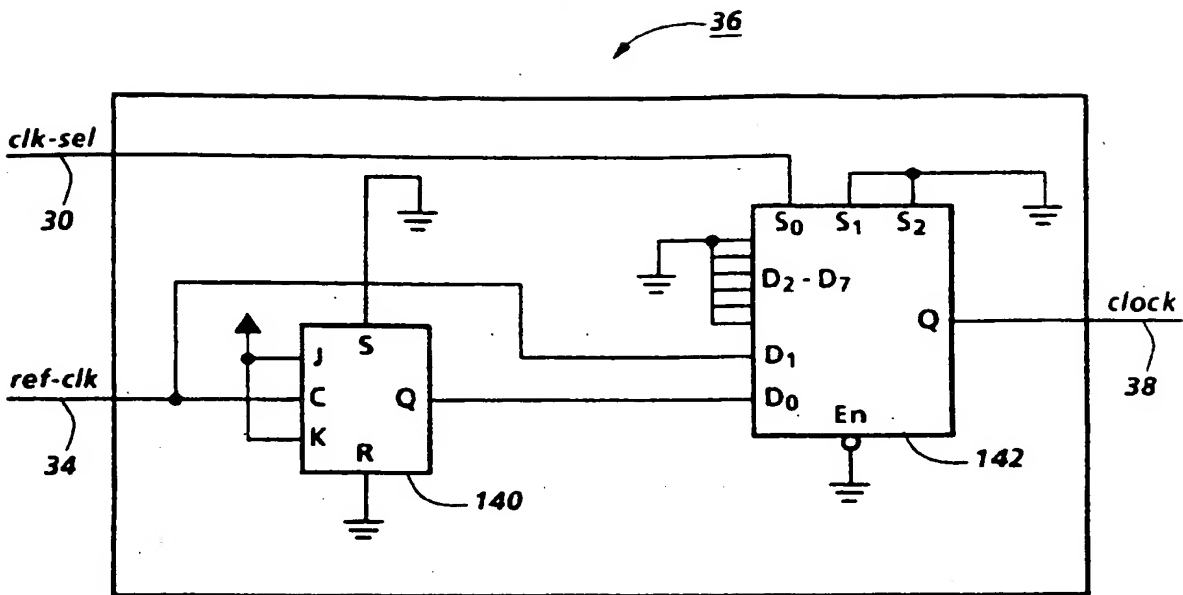 36
clk-sel
30
S0 S1 S2
D2 - D7
clock
Q
38
S
J
D1
ref-clk
C
Q
D0
K
En
34
R
142
140